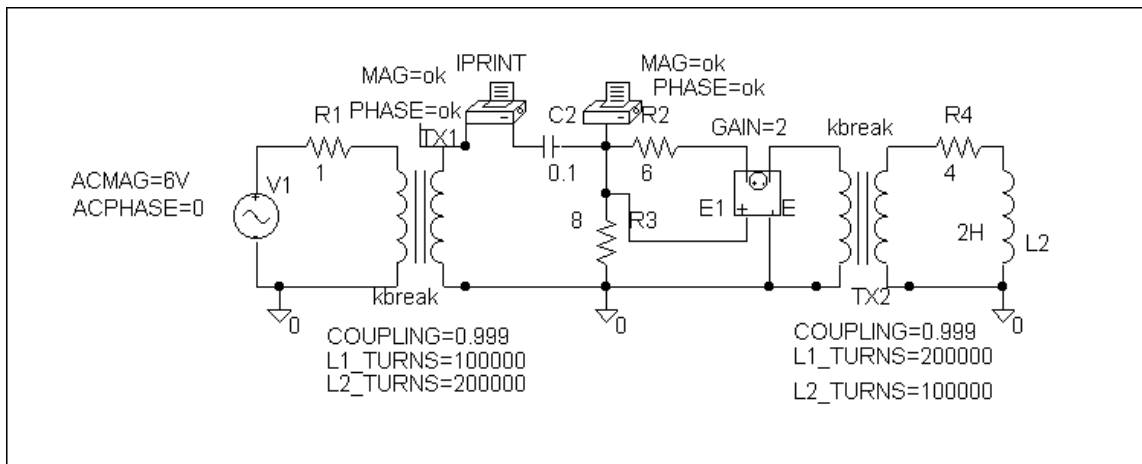 IPRINT
MAG=ok
MAG=ok
PHASE=ok
PHASE=ok
R1
TX1
C2
R2
GAIN=2
kbreak
R4
1
0.1
6
4
ACMAG=6V
ACPHASE=0
V1
8
R3
E1
+
-
E
2H
L2
kbreak
TX2
0
0
0
COUPLING=0.999
L1_TURNS=100000
L2_TURNS=200000
COUPLING=0.999
L1_TURNS=200000
L2_TURNS=100000